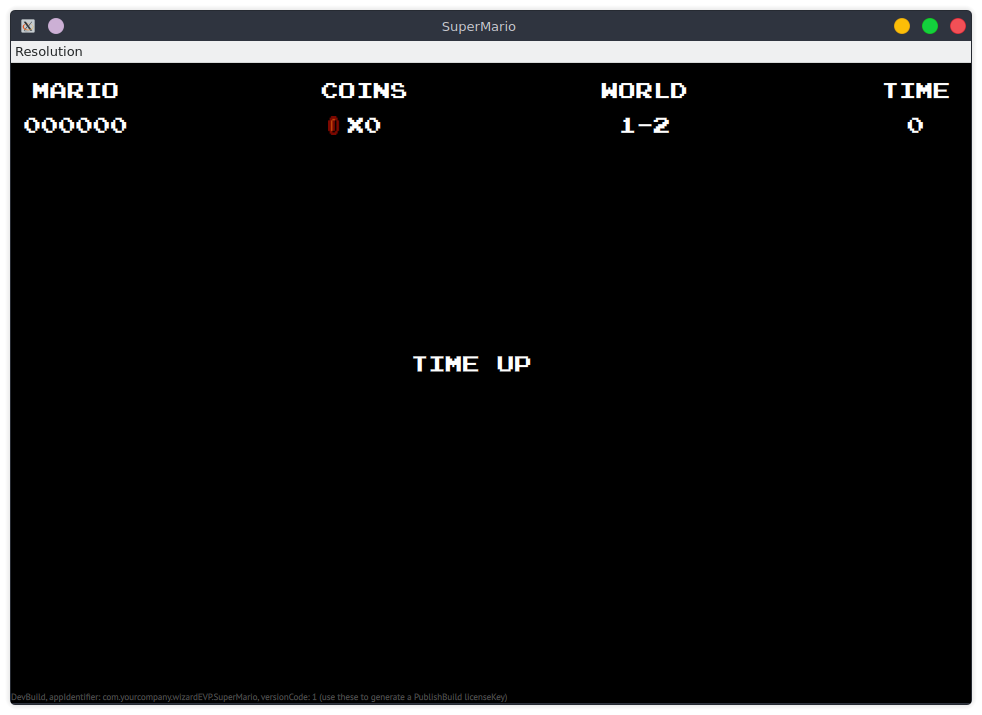 SuperMario
Resolution
MARIO COINS WORLD TIME
000000 X0 1-2 0
TIME UP
DevBuild, appIdentifier: com.yourcompany.wizardEVP.SuperMario, versionCode: 1 (use these to generate a PublishBuild licenseKey)